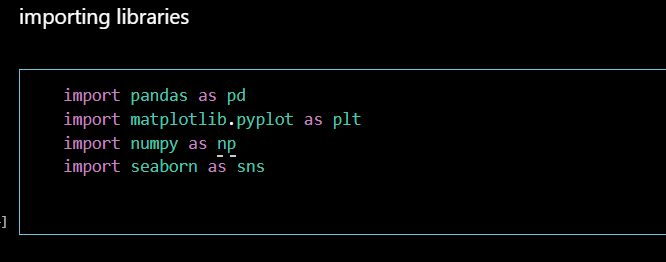 importing libraries
import pandas as pd
import matplotlib.pyplot as plt
import numpy as np
import seaborn as sns
]